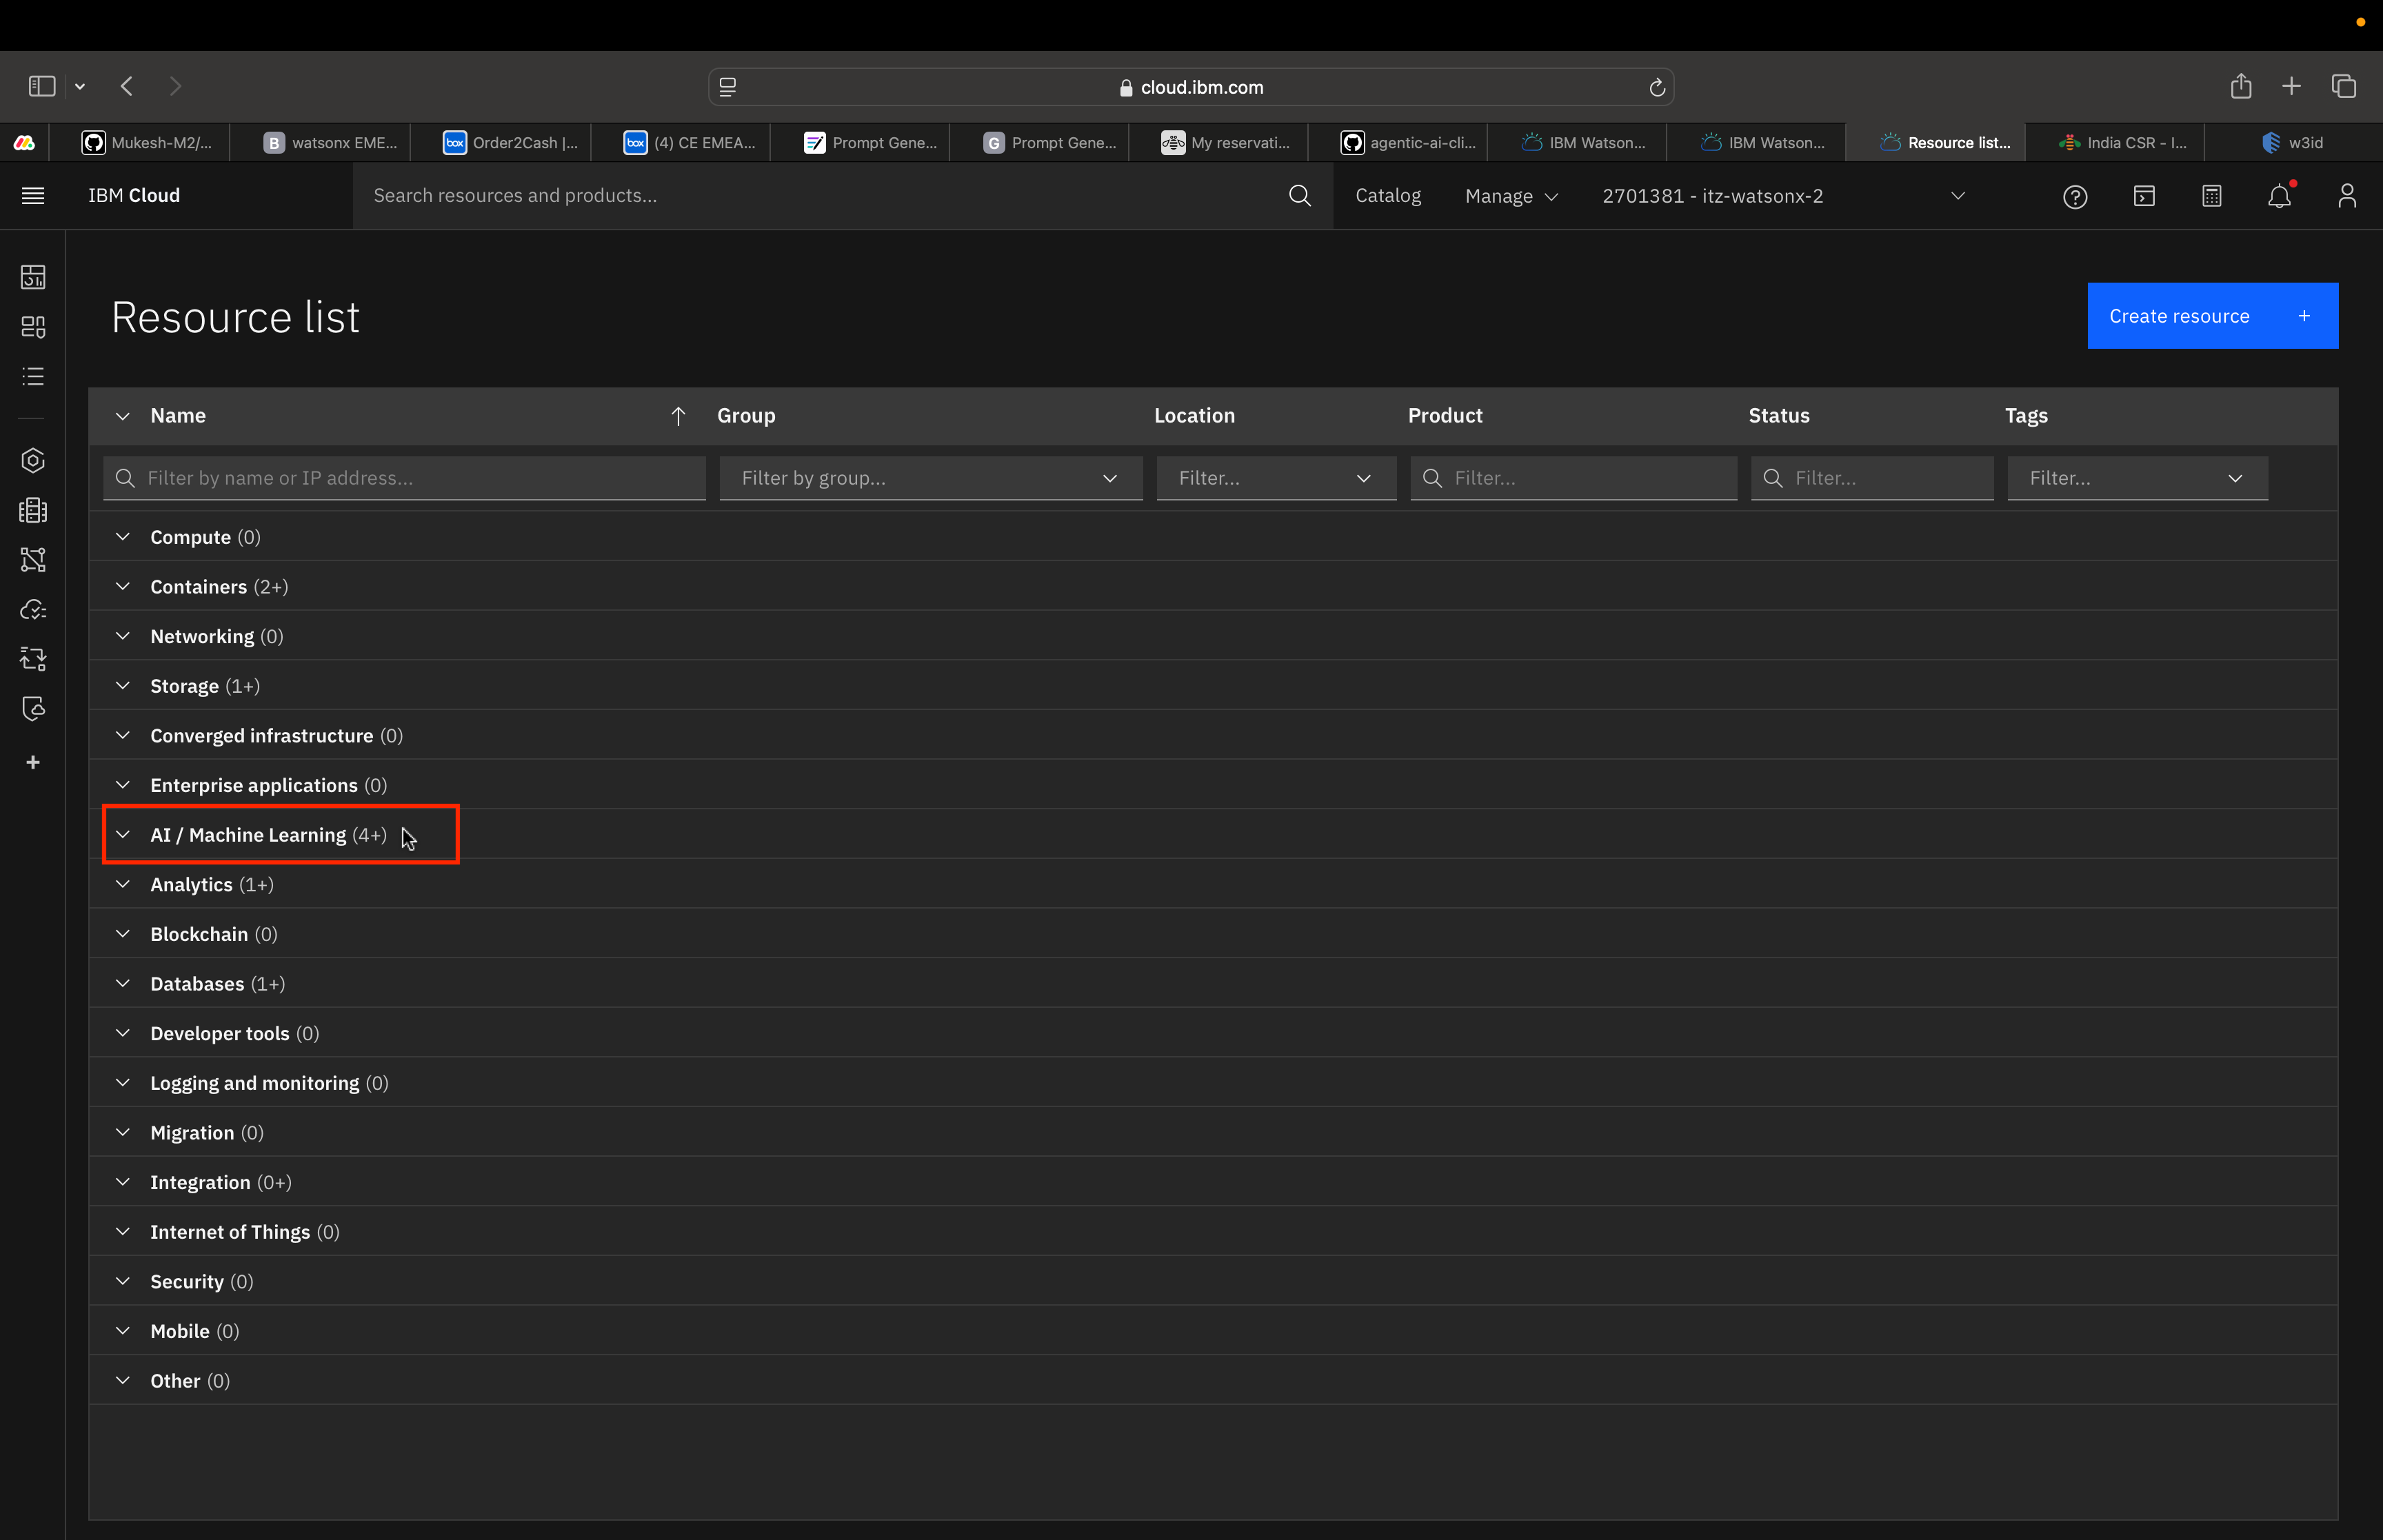 cloud.ibm.com
Mukesh-M2/...
B watsonx EME...
box Order2Cash |...
box (4) CE EMEA...
Prompt Gene...
G Prompt Gene...
My reservati...
agentic-ai-cli...
IBM Watson...
IBM Watson...
Resource list...
India CSR - I...
w3id
IBM Cloud
Search resources and products...
Catalog
Manage
2701381 - itz-watsonx-2
Resource list
Create resource +
Name
Group
Location
Product
Status
Tags
Filter by name or IP address...
Filter by group...
Filter...
Filter...
Filter...
Filter...
Compute (0)
Containers (2+)
Networking (0)
Storage (1+)
Converged infrastructure (0)
Enterprise applications (0)
AI / Machine Learning (4+)
Analytics (1+)
Blockchain (0)
Databases (1+)
Developer tools (0)
Logging and monitoring (0)
Migration (0)
Integration (0+)
Internet of Things (0)
Security (0)
Mobile (0)
Other (0)